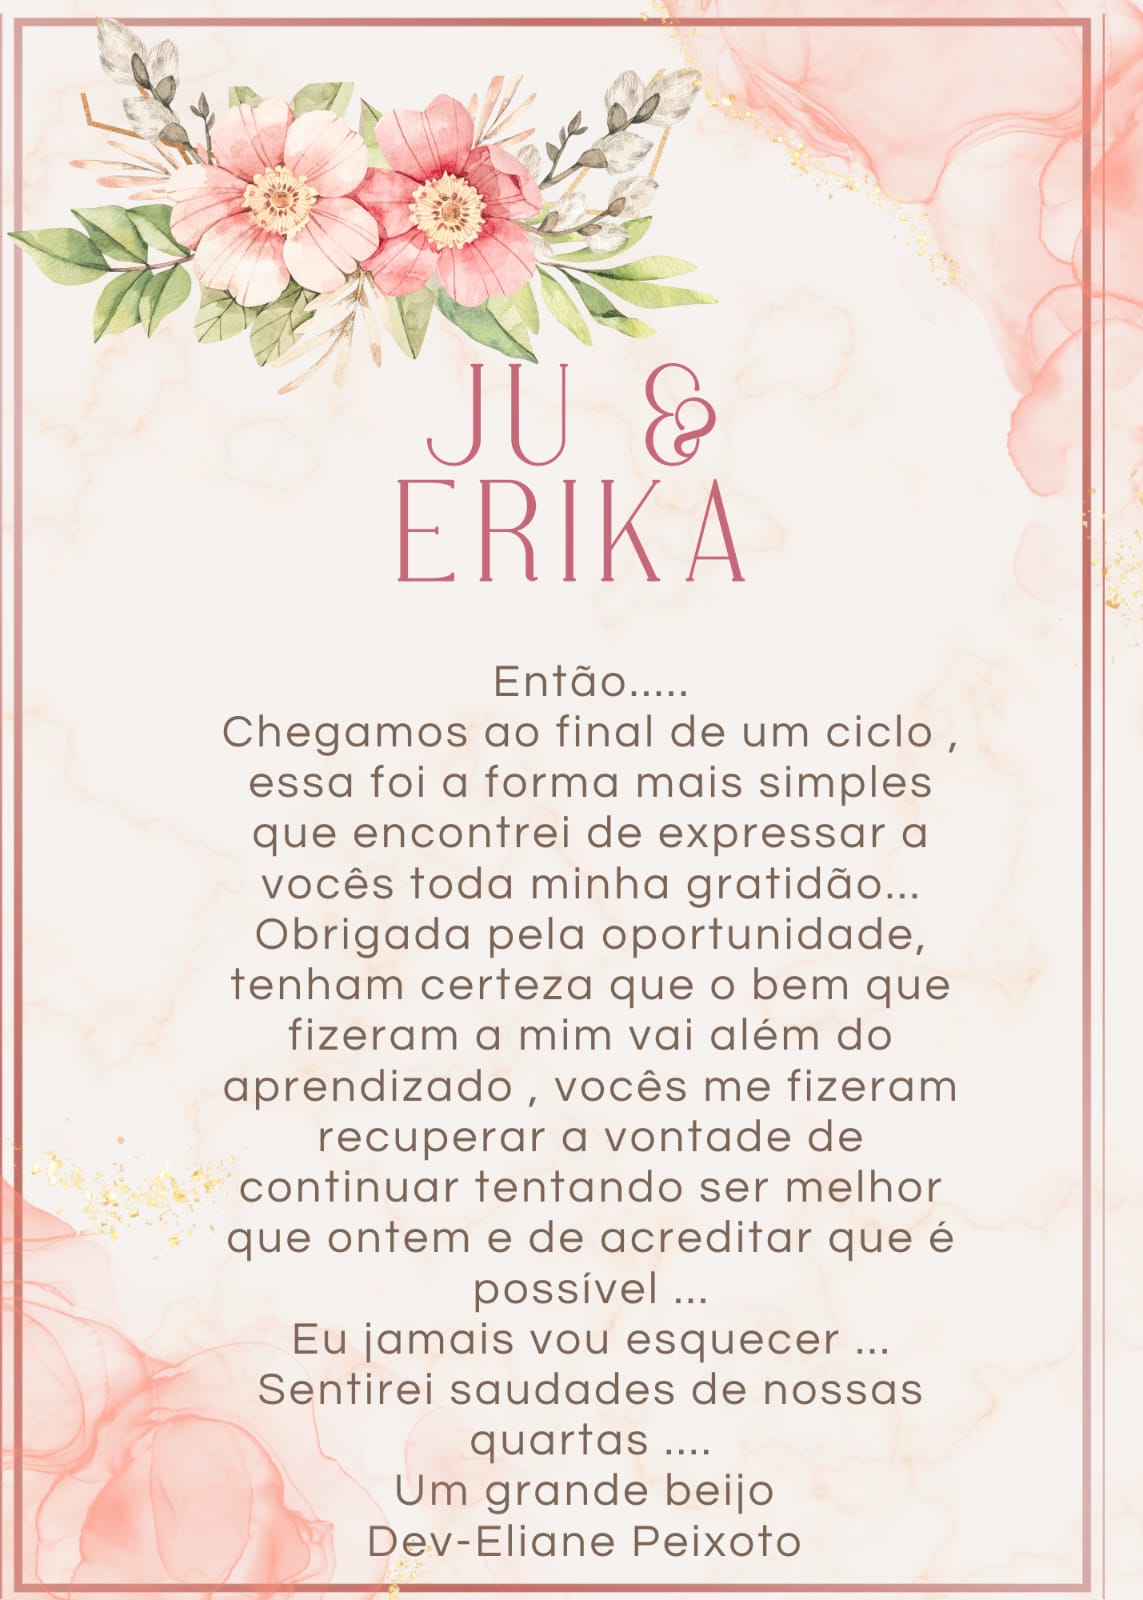 JU &
ERIKA
Então.....
Chegamos ao final de um ciclo ,
essa foi a forma mais simples
que encontrei de expressar a
vocês toda minha gratidão...
Obrigada pela oportunidade,
tenham certeza que o bem que
fizeram a mim vai além do
aprendizado , vocês me fizeram
recuperar a vontade de
continuar tentando ser melhor
que ontem e de acreditar que é
possível ...
Eu jamais vou esquecer ...
Sentirei saudades de nossas
quartas ....
Um grande beijo
Dev-Eliane Peixoto